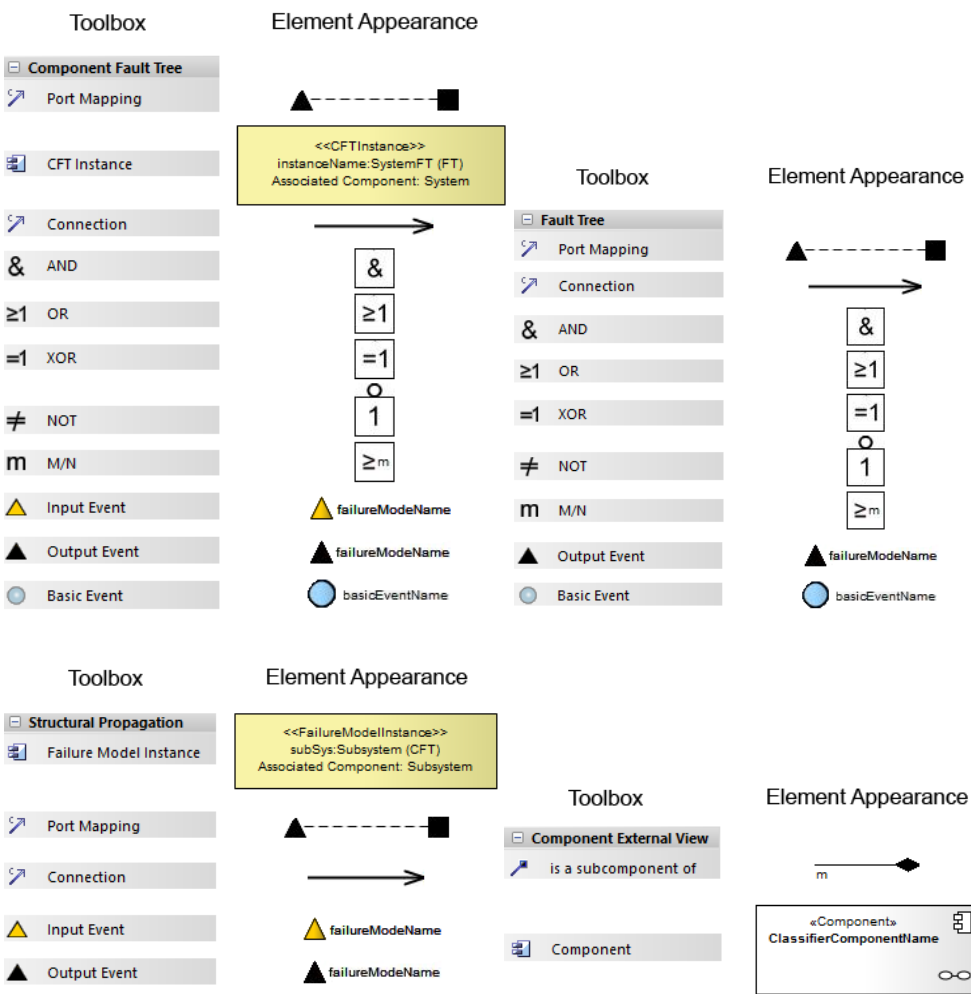 Toolbox
Element Appearance
Component Fault Tree
Port Mapping
CFT Instance
<<CFTInstance>>
instanceName:SystemFT (FT)
Associated Component: System
Connection
& AND
&
≥1 OR
≥1
=1 XOR
=1
≠ NOT
1
m M/N
≥m
Input Event
failureModeName
Output Event
failureModeName
Basic Event
basicEventName
Toolbox
Element Appearance
Fault Tree
Port Mapping
Connection
& AND
&
≥1 OR
≥1
=1 XOR
=1
≠ NOT
1
m M/N
≥m
Output Event
failureModeName
Basic Event
basicEventName
Toolbox
Element Appearance
Structural Propagation
Failure Model Instance
<<FailureModelInstance>>
subSys:Subsystem (CFT)
Associated Component: Subsystem
Port Mapping
Connection
Input Event
failureModeName
Output Event
failureModeName
Toolbox
Element Appearance
Component External View
is a subcomponent of
m
Component
«Component»
ClassifierComponentName